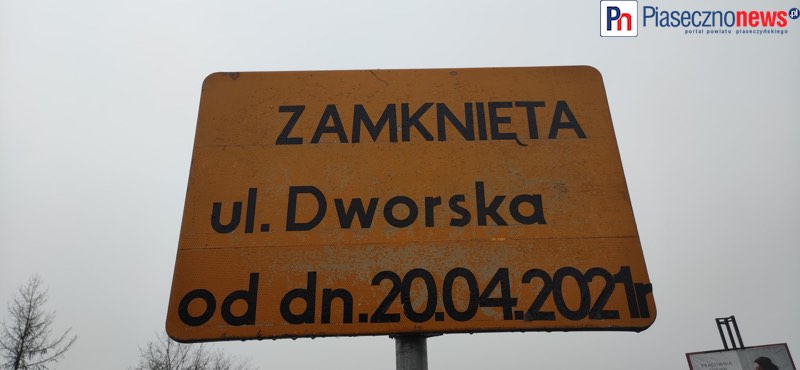 Pn Piasecznonews.pl
portal powiatu piaseczyńskiego
ZAMKNIĘTA
ul. Dworska
od dn. 20.04.2021r